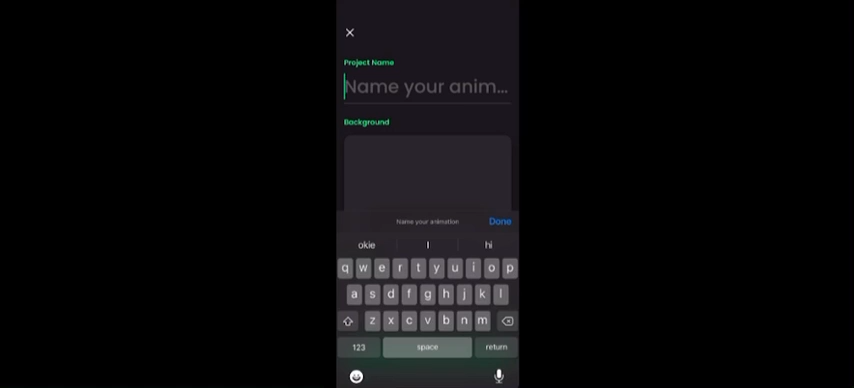 Project Name
Name your anim...
Background
Name your animation
Done
okie
I
hi
q w e r t y u i o p
a s d f g h j k l
z x c v b n m
123
space
return